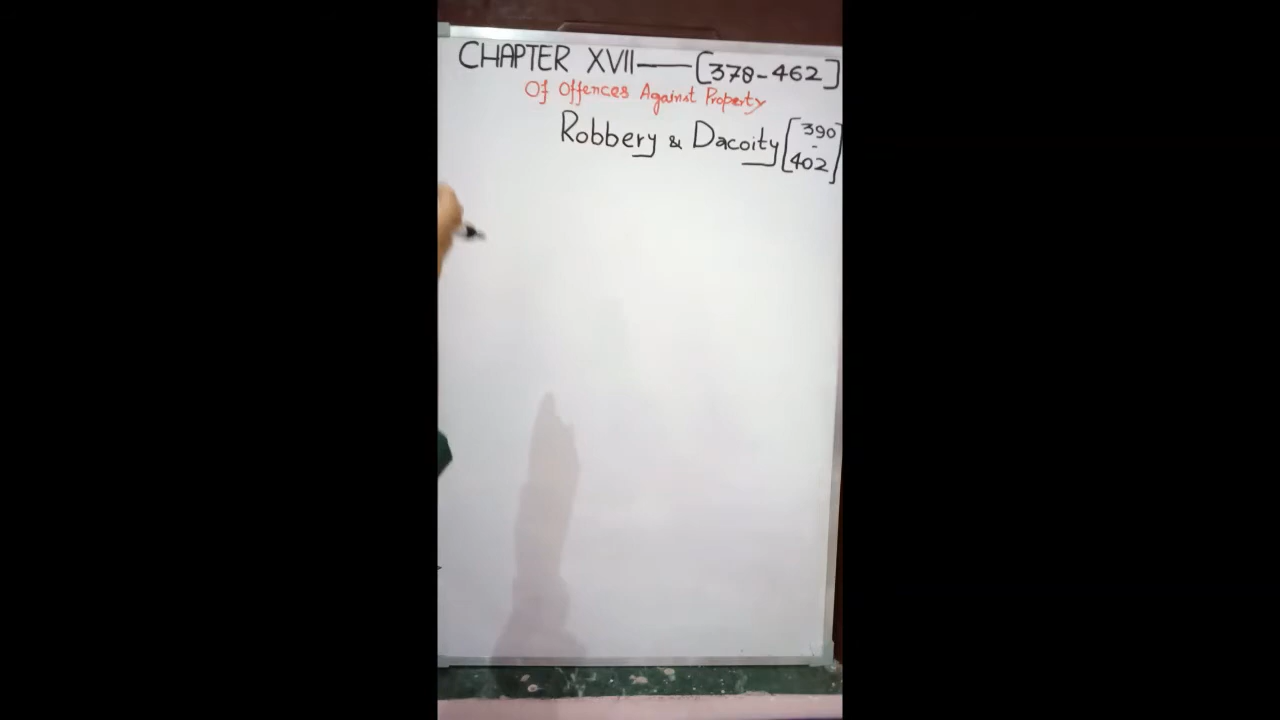 CHAPTER XVII—[378-462]
Of Offences Against Property
Robbery & Dacoity [390
-
402]